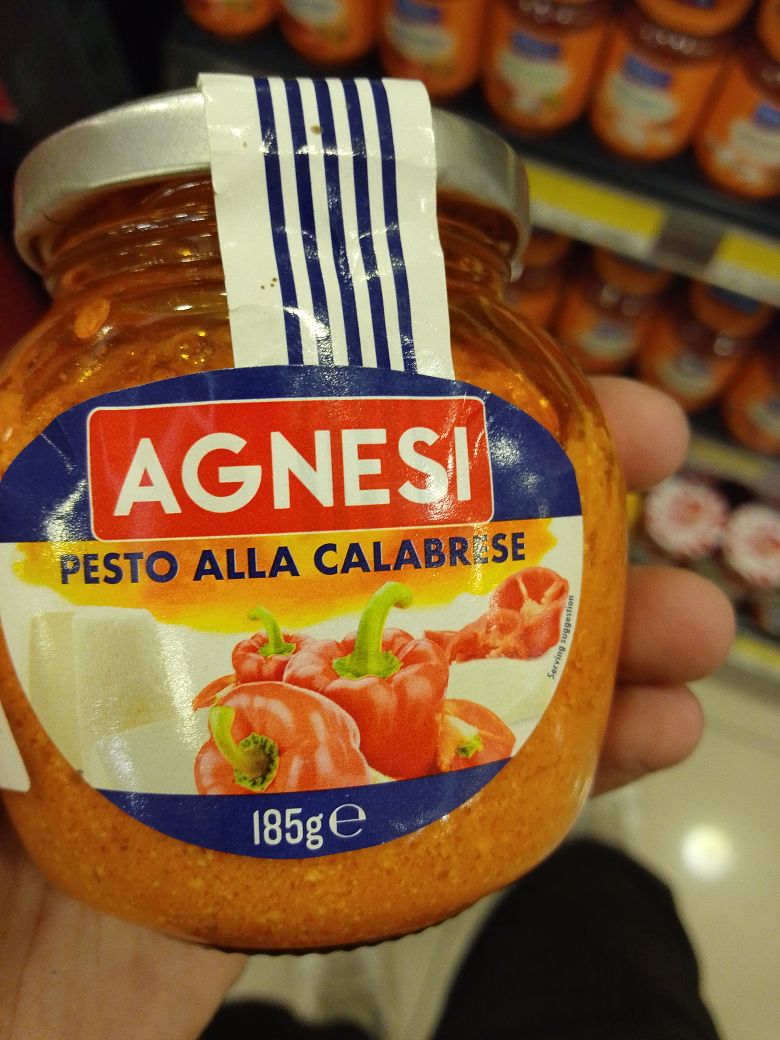 AGNESI
PESTO ALLA CALABRESE
Serving suggestion
185g ℮